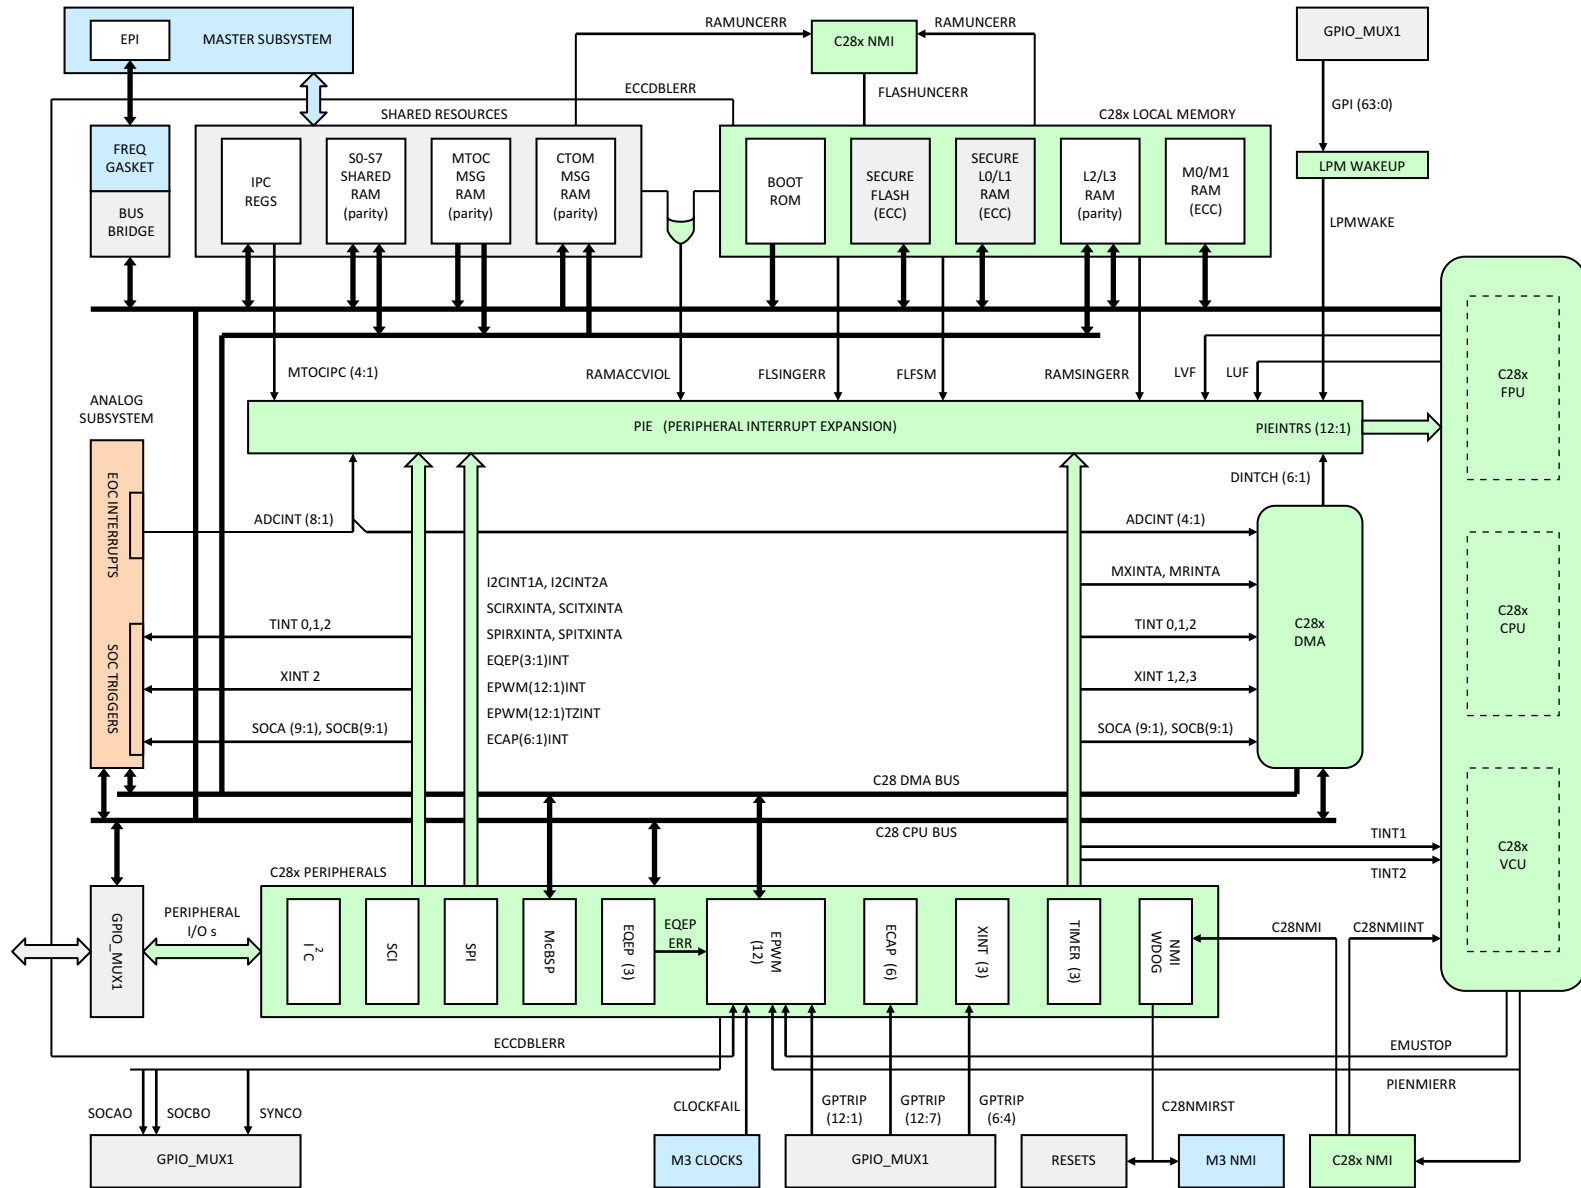 RAMUNCERR
RAMUNCERR
EPI
MASTER SUBSYSTEM
C28x NMI
GPIO_MUX1
ECCDBLERR
FLASHUNCERR
GPI (63:0)
SHARED RESOURCES
C28x LOCAL MEMORY
FREQ
GASKET
BUS
BRIDGE
IPC
REGS
S0-S7
SHARED
RAM
(parity)
MTOC
MSG
RAM
(parity)
CTOM
MSG
RAM
(parity)
BOOT
ROM
SECURE
FLASH
(ECC)
SECURE
L0/L1
RAM
(ECC)
L2/L3
RAM
(parity)
M0/M1
RAM
(ECC)
LPM WAKEUP
LPMWAKE
MTOCIPC (4:1)
RAMACCVIOL
FLSINGERR
FLFSM
RAMSINGERR
LVF
LUF
C28x
FPU
ANALOG
SUBSYSTEM
PIE (PERIPHERAL INTERRUPT EXPANSION)
PIEINTRS (12:1)
DINTCH (6:1)
EOC INTERRUPTS
ADCINT (8:1)
ADCINT (4:1)
I2CINT1A, I2CINT2A
SCIRXINTA, SCITXINTA
SPIRXINTA, SPITXINTA
EQEP(3:1)INT
EPWM(12:1)INT
EPWM(12:1)TZINT
ECAP(6:1)INT
MXINTA, MRINTA
SOC TRIGGERS
TINT 0,1,2
XINT 2
SOCA (9:1), SOCB(9:1)
TINT 0,1,2
XINT 1,2,3
SOCA (9:1), SOCB(9:1)
C28x
DMA
C28x
CPU
C28 DMA BUS
C28 CPU BUS
TINT1
TINT2
C28x
VCU
C28x PERIPHERALS
GPIO_MUX1
PERIPHERAL
I/O s
I2C
SCI
SPI
McBSP
EQEP (3)
EQEP
ERR
EPWM
(12)
ECAP (6)
XINT (3)
TIMER (3)
NMI
WDOG
C28NMI
C28NMIINT
ECCDBLERR
EMUSTOP
PIENMIERR
SOCAO
SOCBO
SYNCO
CLOCKFAIL
GPTRIP
(12:1)
GPTRIP
(12:7)
GPTRIP
(6:4)
C28NMIRST
GPIO_MUX1
M3 CLOCKS
GPIO_MUX1
RESETS
M3 NMI
C28x NMI